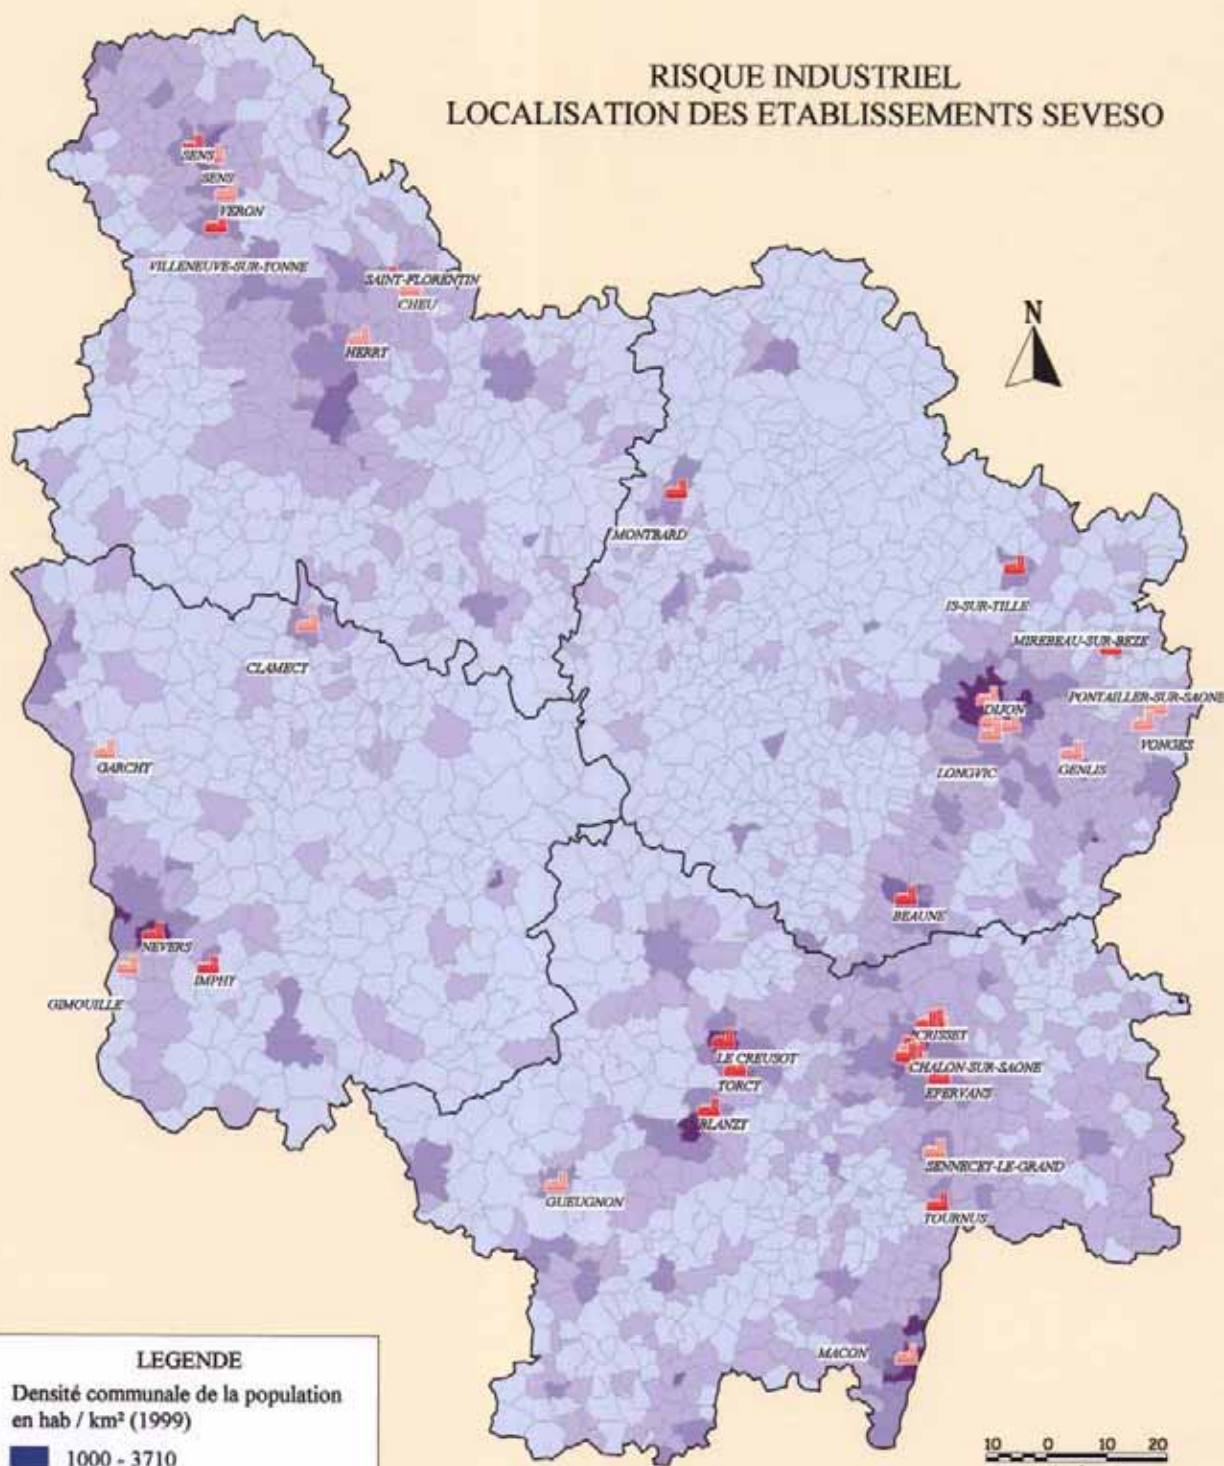 RISQUE INDUSTRIEL
LOCALISATION DES ETABLISSEMENTS SEVESO
SENS
SENS
VERON
VILLENEUVE-SUR-YONNE
SAINT-FLORENTIN
CHEU
HERRY
N
MONTBARD
IS-SUR-TILLE
MIREBEAU-SUR-BEZE
CLAMECY
PONTAILLER-SUR-SAONE
DIJON
VONGES
LONGVIC
GENLIS
GARCHY
BEAUNE
NEVERS
IMPHY
GIMOUILLE
CRISSEY
LE CREUSOT
CHALON-SUR-SAONE
TORCY
EPERVANS
BLANZY
SENNECEY-LE-GRAND
GUEUGNON
TOURNUS
MACON
LEGENDE
Densité communale de la population
en hab / km² (1999)
1000 - 3710
10 0 10 20